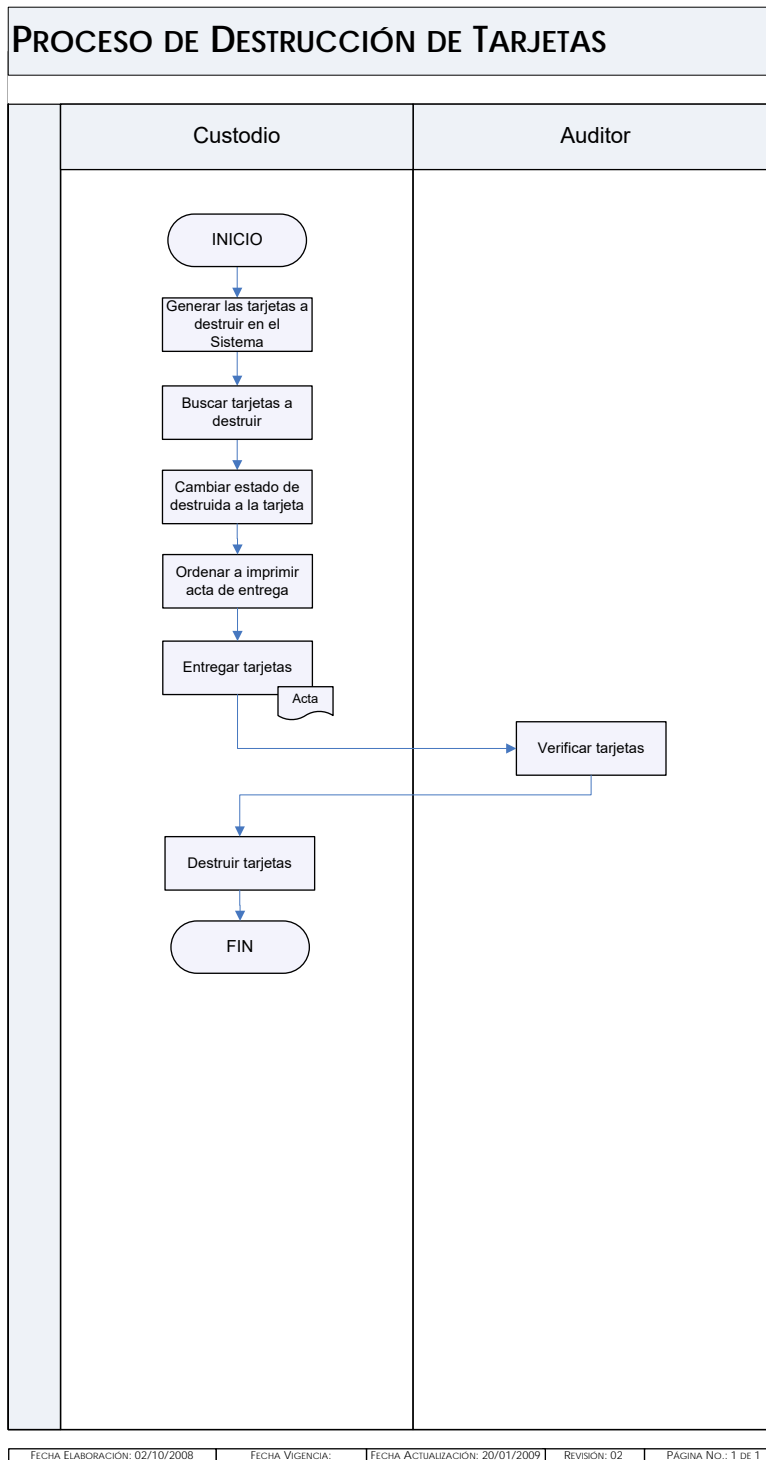 PROCESO DE DESTRUCCIÓN DE TARJETAS
Custodio
Auditor
INICIO
Generar las tarjetas a
destruir en el
Sistema
Buscar tarjetas a
destruir
Cambiar estado de
destruida a la tarjeta
Ordenar a imprimir
acta de entrega
Entregar tarjetas
Acta
Verificar tarjetas
Destruir tarjetas
FIN
FECHA ELABORACIÓN: 02/10/2008
FECHA VIGENCIA:
FECHA ACTUALIZACIÓN: 20/01/2009
REVISIÓN: 02
PÁGINA NO.: 1 DE 1